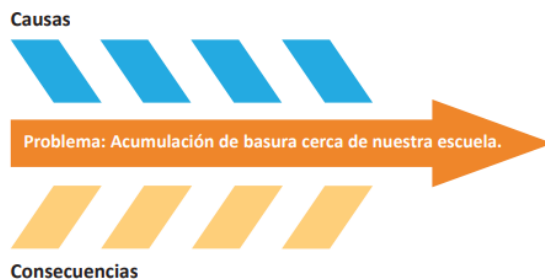 Causas
Problema: Acumulación de basura cerca de nuestra escuela.
Consecuencias